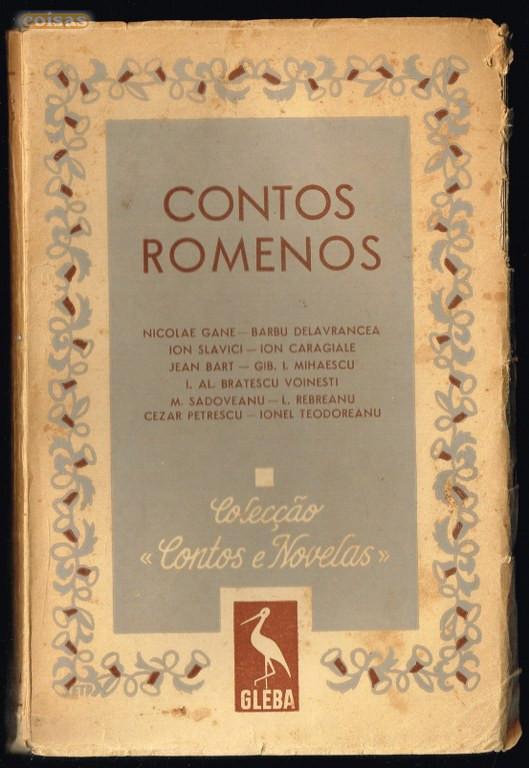 coisas
CONTOS
ROMENOS
NICOLAE GANE — BARBU DELAVRANCEA
ION SLAVICI — ION CARAGIALE
JEAN BART — GIB. I. MIHAESCU
I. AL. BRATESCU VOINESTI
M. SADOVEANU — L. REBREANU
CEZAR PETRESCU — IONEL TEODOREANU
Colecção
«Contos e Novelas»
GLEBA